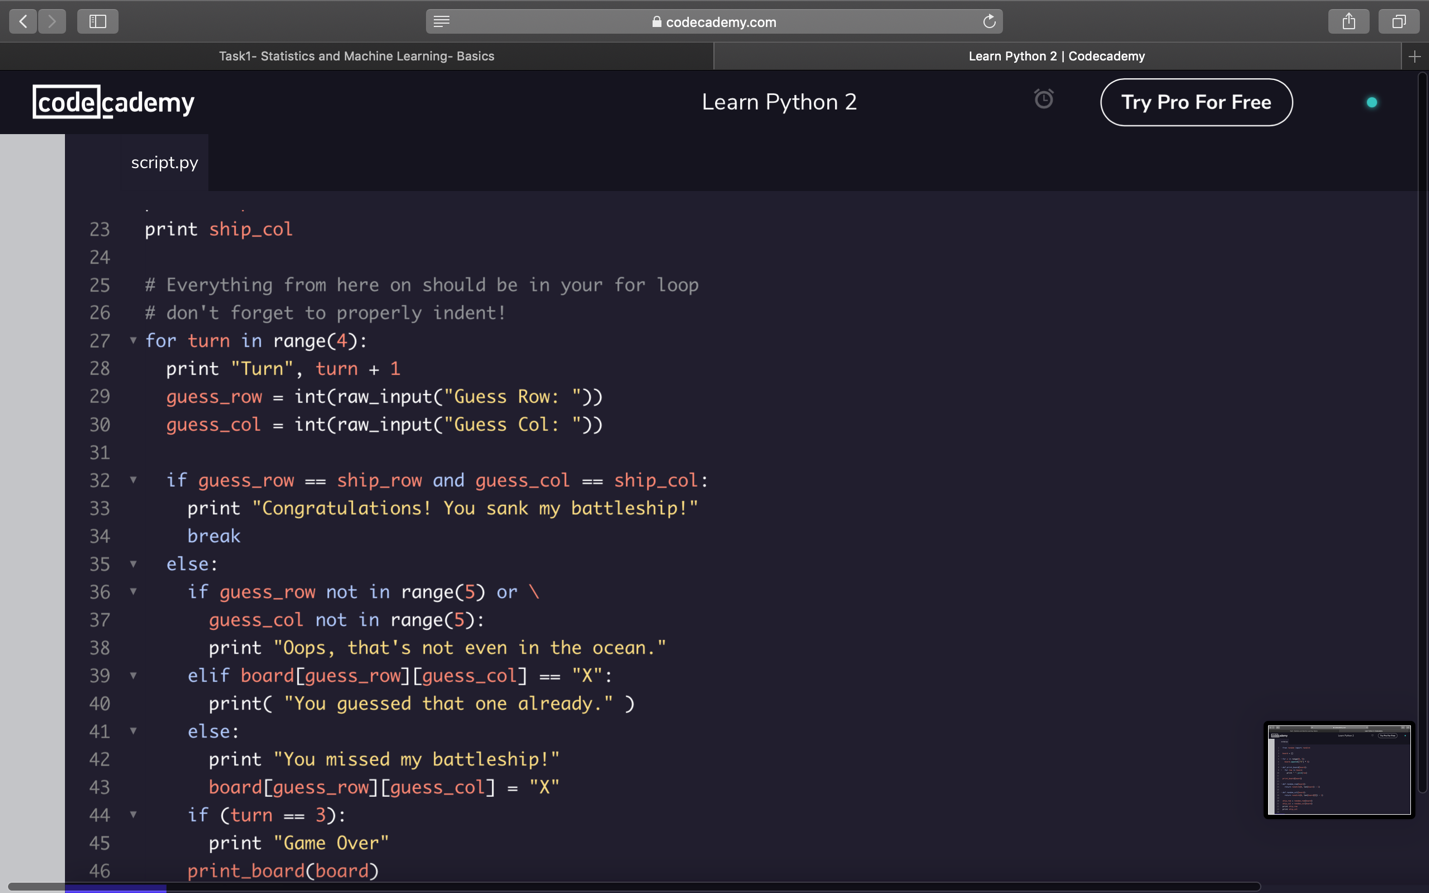 codecademy.com
Task1- Statistics and Machine Learning- Basics
Learn Python 2 | Codecademy
codecademy
Learn Python 2
Try Pro For Free
script.py
23 print ship_col
24
25 # Everything from here on should be in your for loop
26 # don't forget to properly indent!
27 for turn in range(4):
28 print "Turn", turn + 1
29 guess_row = int(raw_input("Guess Row: "))
30 guess_col = int(raw_input("Guess Col: "))
31
32 if guess_row == ship_row and guess_col == ship_col:
33 print "Congratulations! You sank my battleship!"
34 break
35 else:
36 if guess_row not in range(5) or \
37 guess_col not in range(5):
38 print "Oops, that's not even in the ocean."
39 elif board[guess_row][guess_col] == "X":
40 print( "You guessed that one already." )
41 else:
42 print "You missed my battleship!"
43 board[guess_row][guess_col] = "X"
44 if (turn == 3):
45 print "Game Over"
46 print_board(board)